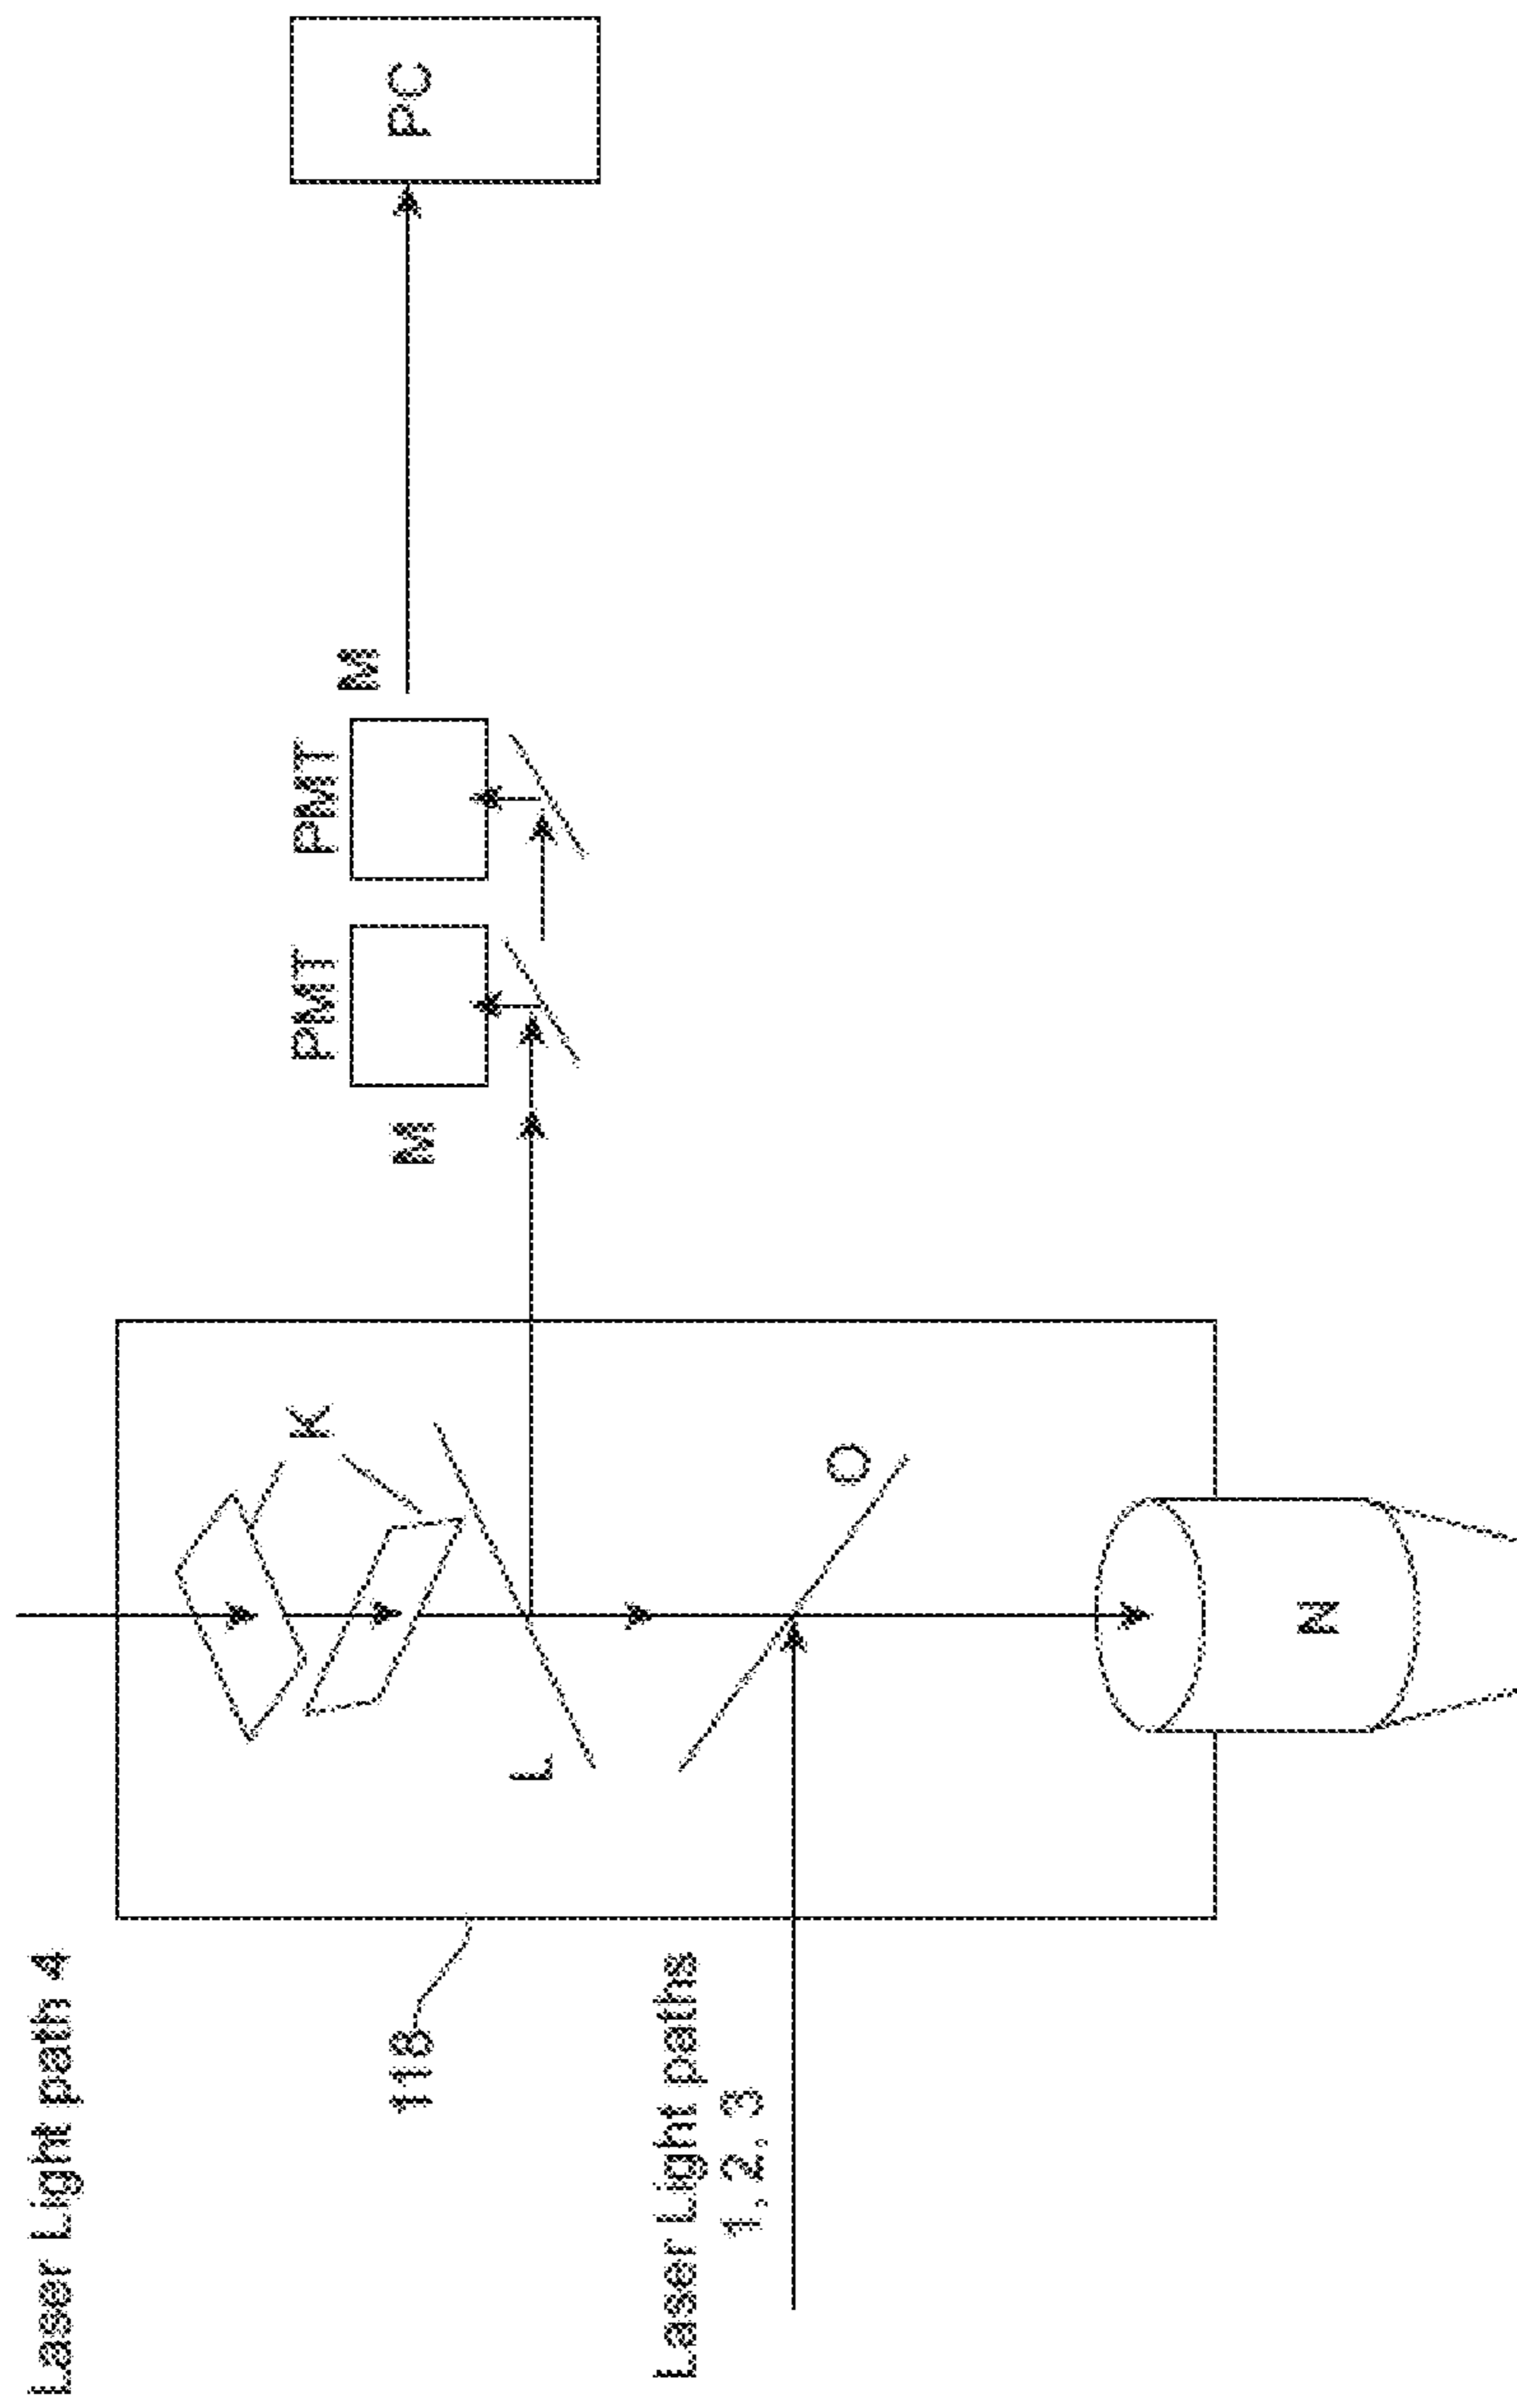 Laser Light path 4
118
Laser Light paths
1, 2, 3
K
L
O
N
M
PMT
PMT
M
PC